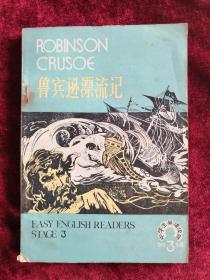 ROBINSON
CRUSOE
鲁宾逊漂流记
EASY ENGLISH READERS
STAGE 3
3